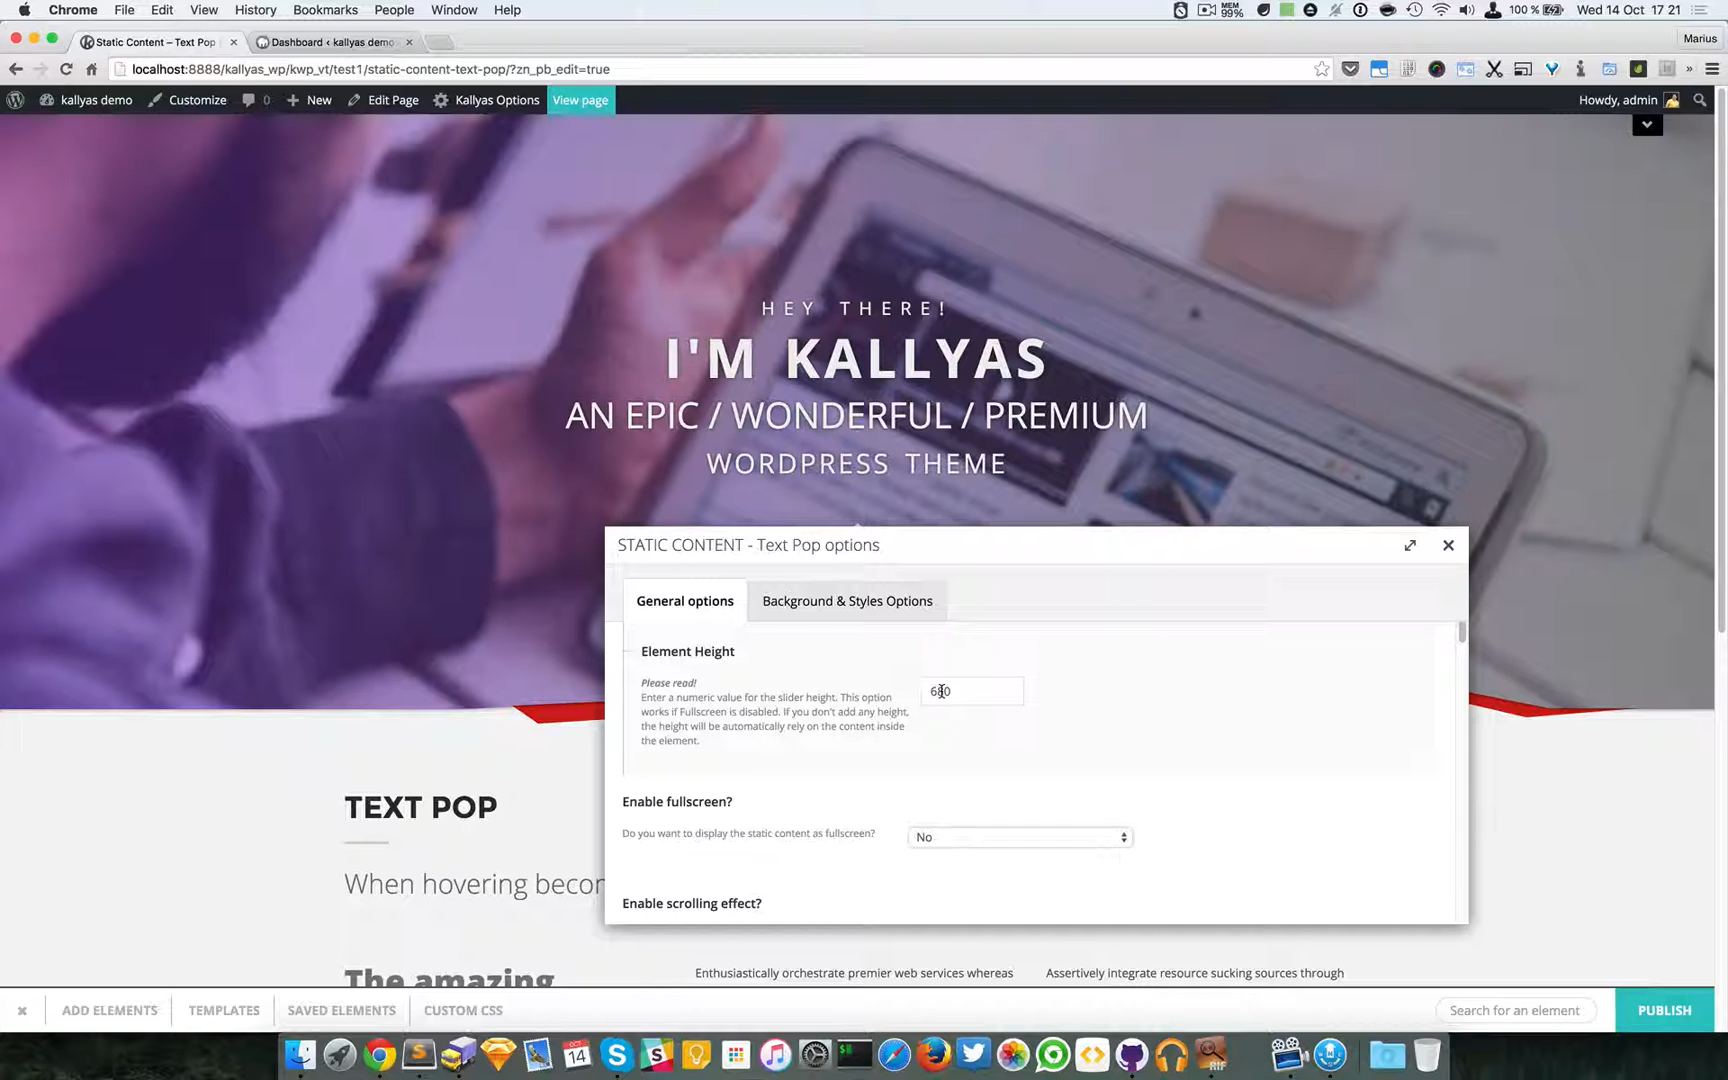 Chrome File Edit View History Bookmarks People Window Help
MEM 99% 100 % Wed 14 Oct 17 21
Static Content – Text Pop
Dashboard ‹ kallyas demo
Marius
localhost:8888/kallyas_wp/kwp_vt/test1/static-content-text-pop/?zn_pb_edit=true
kallyas demo Customize 0 New Edit Page Kallyas Options View page Howdy, admin
HEY THERE!
I'M KALLYAS
AN EPIC / WONDERFUL / PREMIUM
WORDPRESS THEME
STATIC CONTENT - Text Pop options
General options Background & Styles Options
Element Height
Please read!
Enter a numeric value for the slider height. This option
works if Fullscreen is disabled. If you don't add any height,
the height will be automatically rely on the content inside
the element.
Enable fullscreen?
Do you want to display the static content as fullscreen?
No
Enable scrolling effect?
TEXT POP
When hovering becom
The amazing
Enthusiastically orchestrate premier web services whereas
Assertively integrate resource sucking sources through
ADD ELEMENTS TEMPLATES SAVED ELEMENTS CUSTOM CSS
Search for an element
PUBLISH